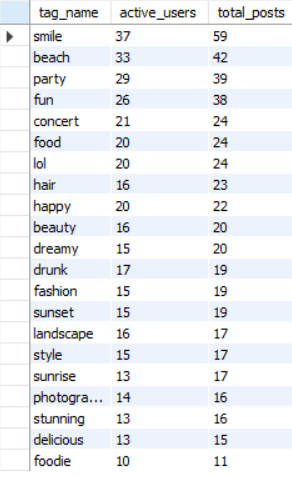 tag_name active_users total_posts
smile 37 59
beach 33 42
party 29 39
fun 26 38
concert 21 24
food 20 24
lol 20 24
hair 16 23
happy 20 22
beauty 16 20
dreamy 15 20
drunk 17 19
fashion 15 19
sunset 15 19
landscape 16 17
style 15 17
sunrise 13 17
photogra... 14 16
stunning 13 16
delicious 13 15
foodie 10 11